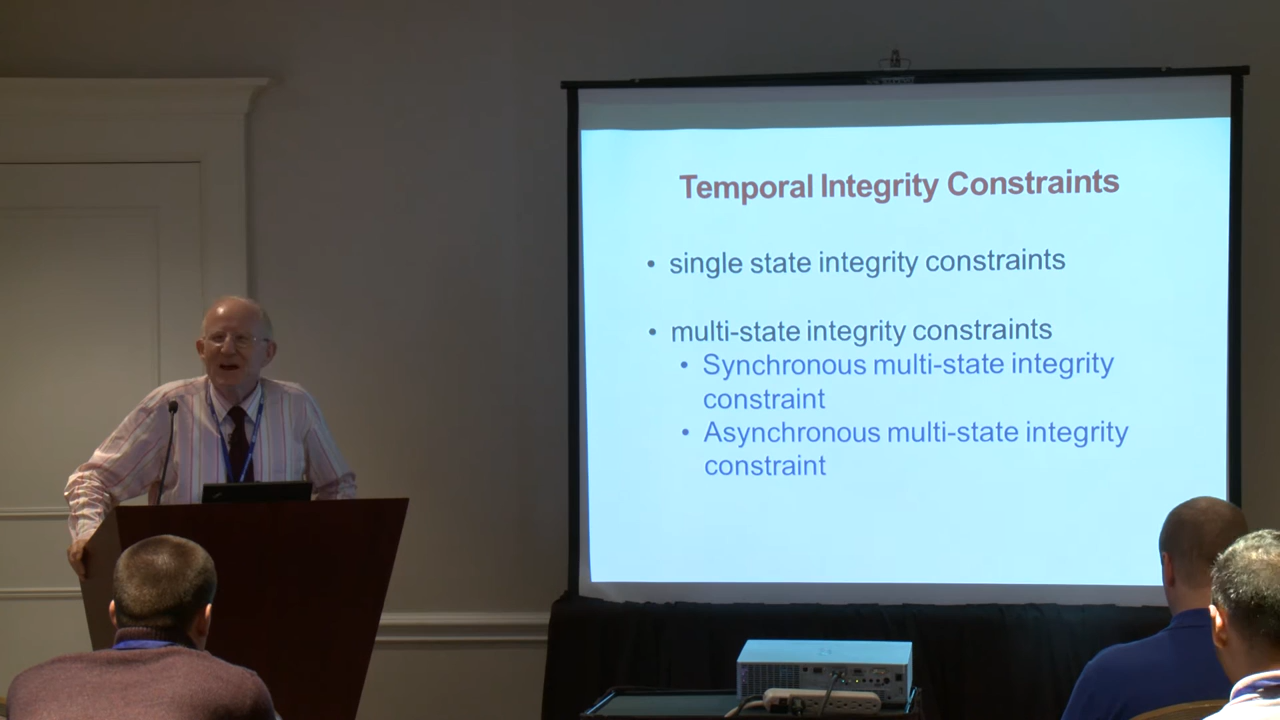 Temporal Integrity Constraints
• single state integrity constraints
• multi-state integrity constraints
• Synchronous multi-state integrity
constraint
• Asynchronous multi-state integrity
constraint